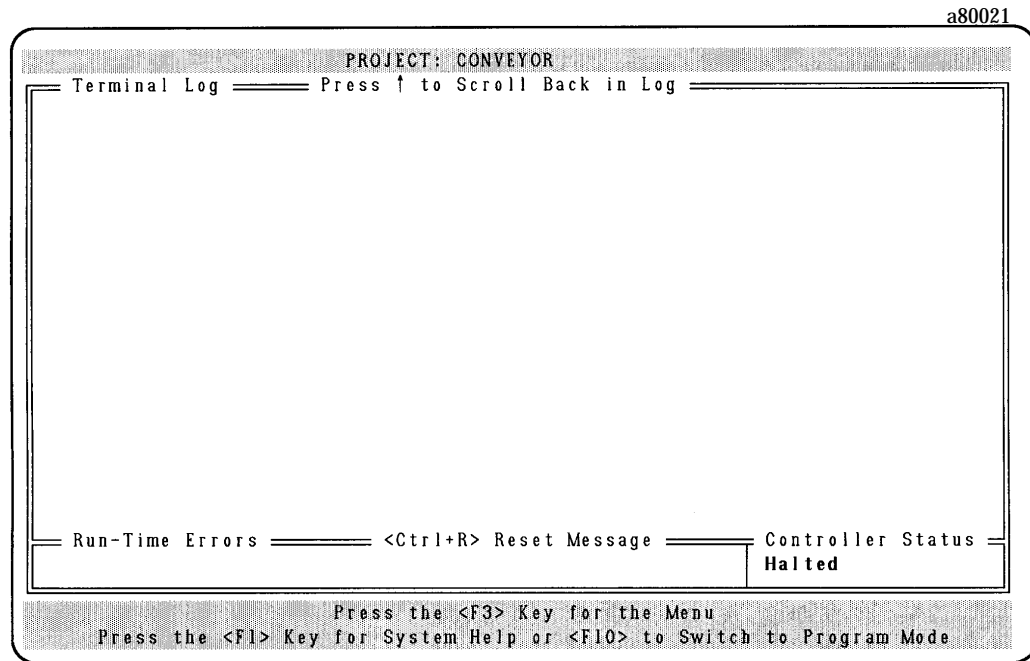 a80021
PROJECT: CONVEYOR
Terminal Log Press ↑ to Scroll Back in Log
Run-Time Errors <Ctrl+R> Reset Message Controller Status
Halted
Press the <F3> Key for the Menu
Press the <F1> Key for System Help or <F10> to Switch to Program Mode